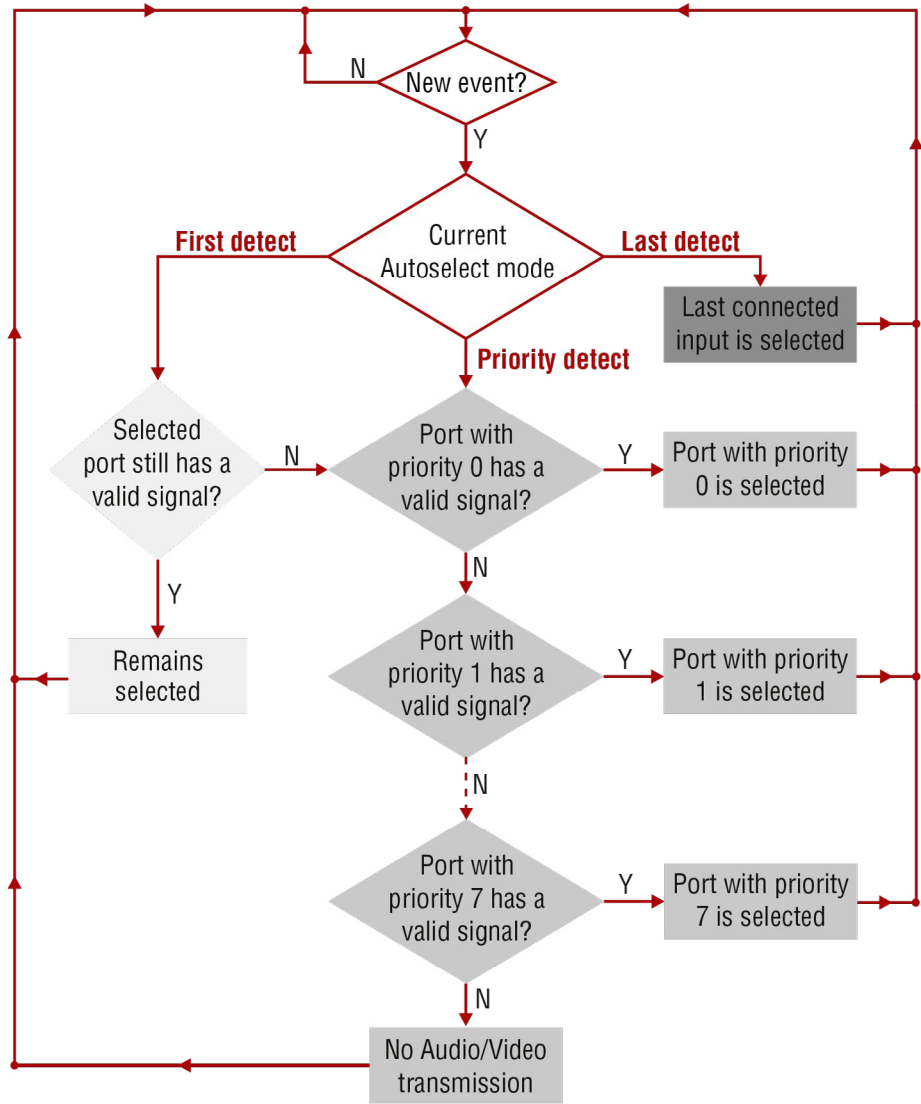 N
New event?
Y
First detect
Current
Autoselect mode
Last detect
Last connected
input is selected
Priority detect
Selected
port still has a
valid signal?
N
Port with
priority 0 has a
valid signal?
Y
Port with priority
0 is selected
Y
N
Remains
selected
Port with
priority 1 has a
valid signal?
Y
Port with priority
1 is selected
N
Port with
priority 7 has a
valid signal?
Y
Port with priority
7 is selected
N
No Audio/Video
transmission